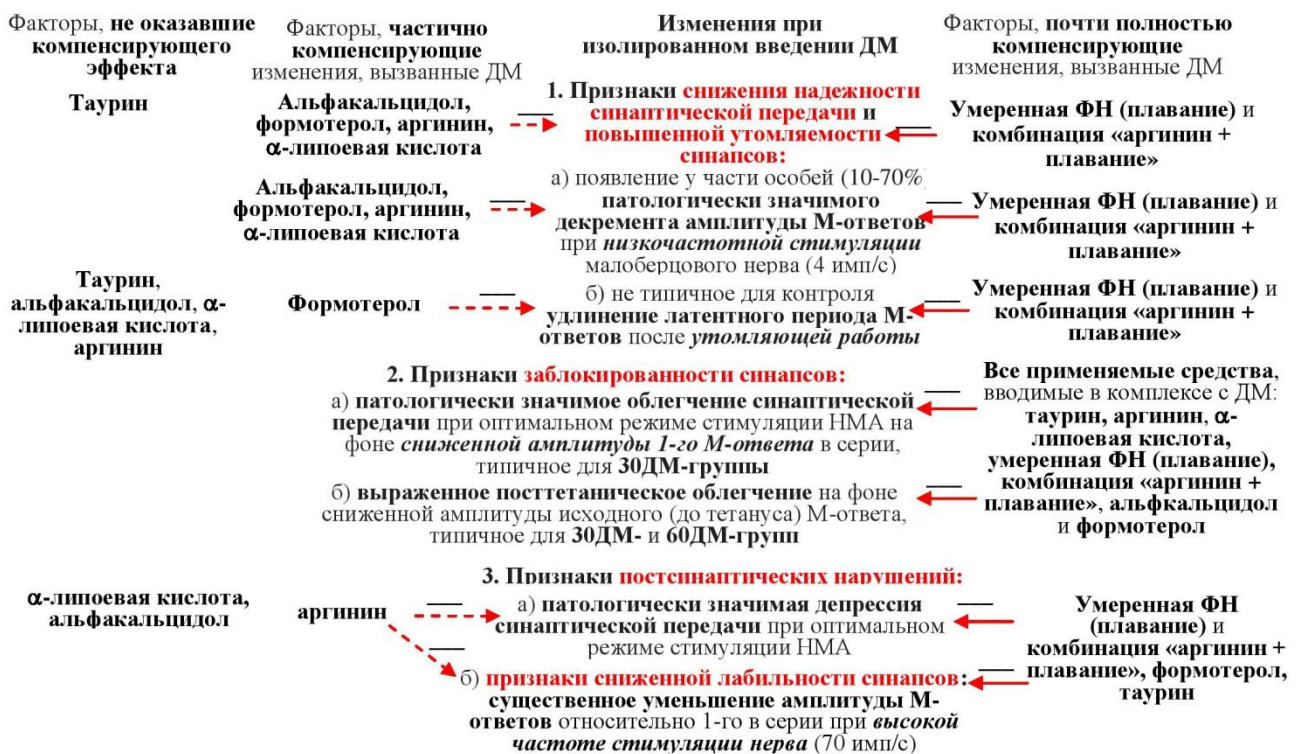 Факторы, не оказавшие
компенсирующего
эффекта
Факторы, частично
компенсирующие
изменения, вызванные ДМ
Изменения при
изолированном введении ДМ
Факторы, почти полностью
компенсирующие
изменения, вызванные ДМ
Таурин
Альфакальцидол,
формотерол, аргинин,
α-липоевая кислота
1. Признаки снижения надежности
синаптической передачи и
повышенной утомляемости
синапсов:
Умеренная ФН (плавание) и
комбинация «аргинин +
плавание»
Альфакальцидол,
формотерол, аргинин,
α-липоевая кислота
а) появление у части особей (10-70%)
патологически значимого
декремента амплитуды М-ответов
при низкочастотной стимуляции
малоберцового нерва (4 имп/с)
Умеренная ФН (плавание) и
комбинация «аргинин +
плавание»
Таурин,
альфакальцидол, α-
липоевая кислота,
аргинин
Формотерол
б) не типичное для контроля
удлинение латентного периода М-
ответов после утомляющей работы
Умеренная ФН (плавание) и
комбинация «аргинин +
плавание»
2. Признаки заблокированности синапсов:
а) патологически значимое облегчение синаптической
передачи при оптимальном режиме стимуляции НМА на
фоне сниженной амплитуды 1-го М-ответа в серии,
типичное для 30ДМ-группы
б) выраженное посттетаническое облегчение на фоне
сниженной амплитуды исходного (до тетануса) М-ответа,
типичное для 30ДМ- и 60ДМ-групп
Все применяемые средства,
вводимые в комплексе с ДМ:
таурин, аргинин, α-
липоевая кислота,
умеренная ФН (плавание),
комбинация «аргинин +
плавание», альфкальцидол
и формотерол
3. Признаки постсинаптических нарушений:
α-липоевая кислота,
альфакальцидол
аргинин
а) патологически значимая депрессия
синаптической передачи при оптимальном
режиме стимуляции НМА
б) признаки сниженной лабильности синапсов:
существенное уменьшение амплитуды М-
ответов относительно 1-го в серии при высокой
частоте стимуляции нерва (70 имп/с)
Умеренная ФН
(плавание) и
комбинация «аргинин +
плавание», формотерол,
таурин